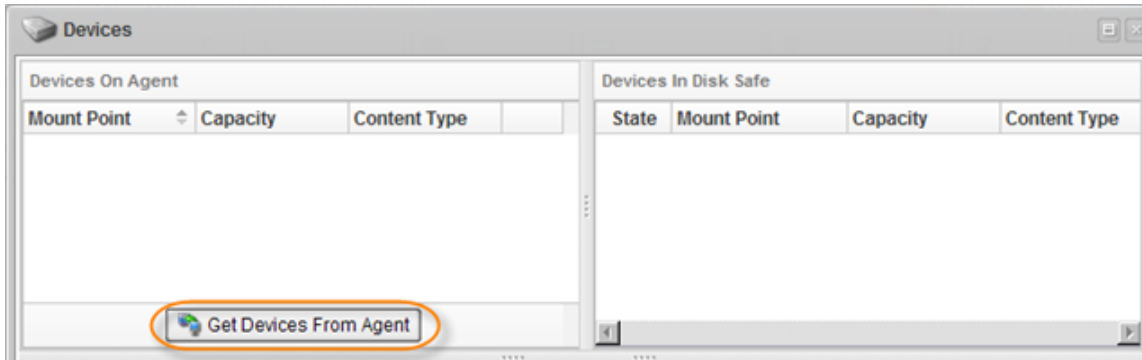 Devices
Devices On Agent
Mount Point Capacity Content Type
Get Devices From Agent
Devices In Disk Safe
State Mount Point Capacity Content Type